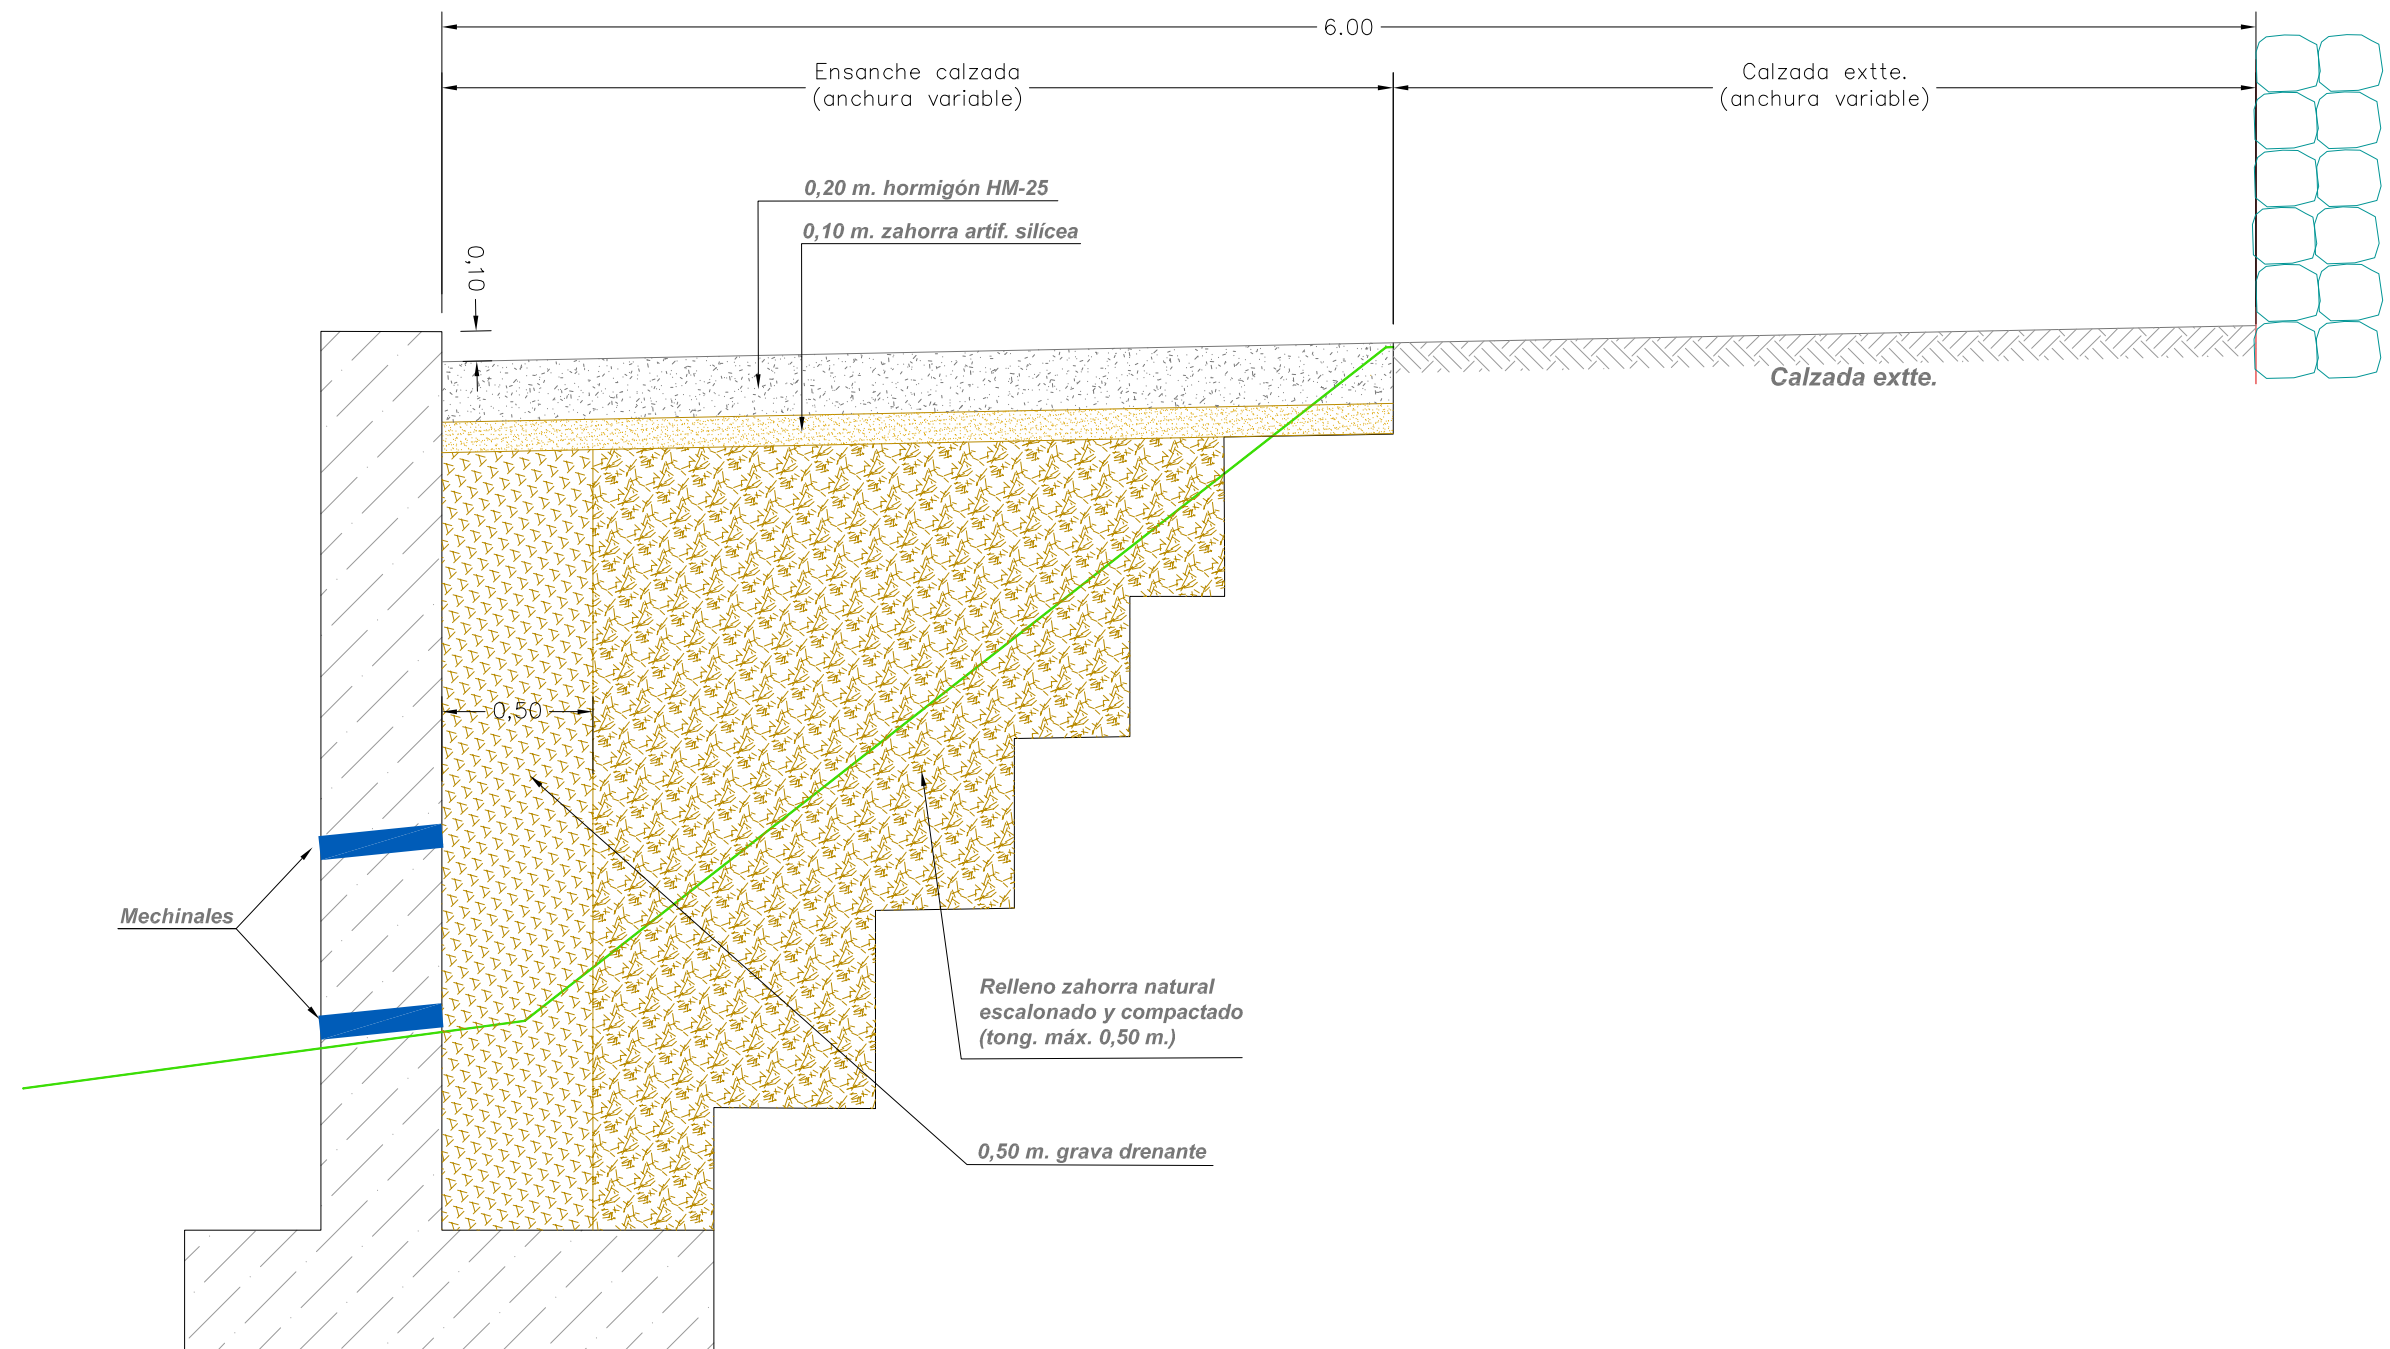 6.00
Ensanche calzada
(anchura variable)
Calzada extte.
(anchura variable)
0,20 m. hormigón HM-25
0,10 m. zahorra artif. silícea
0,10
Calzada extte.
0,50
Mechinales
Relleno zahorra natural
escalonado y compactado
(tong. máx. 0,50 m.)
0,50 m. grava drenante